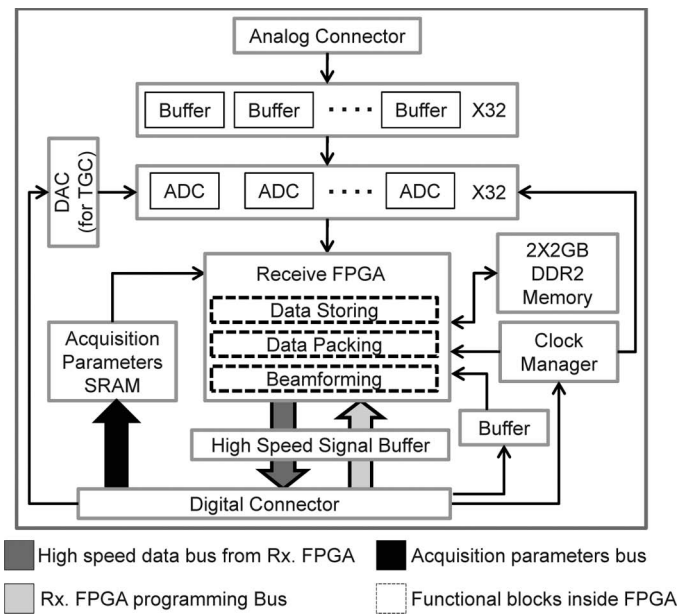 Analog Connector
Buffer Buffer .... Buffer X32
DAC
(for TGC)
ADC ADC .... ADC X32
Receive FPGA
Data Storing
Data Packing
Beamforming
2X2GB
DDR2
Memory
Acquisition
Parameters
SRAM
Clock
Manager
Buffer
High Speed Signal Buffer
Digital Connector
High speed data bus from Rx. FPGA
Acquisition parameters bus
Rx. FPGA programming Bus
Functional blocks inside FPGA